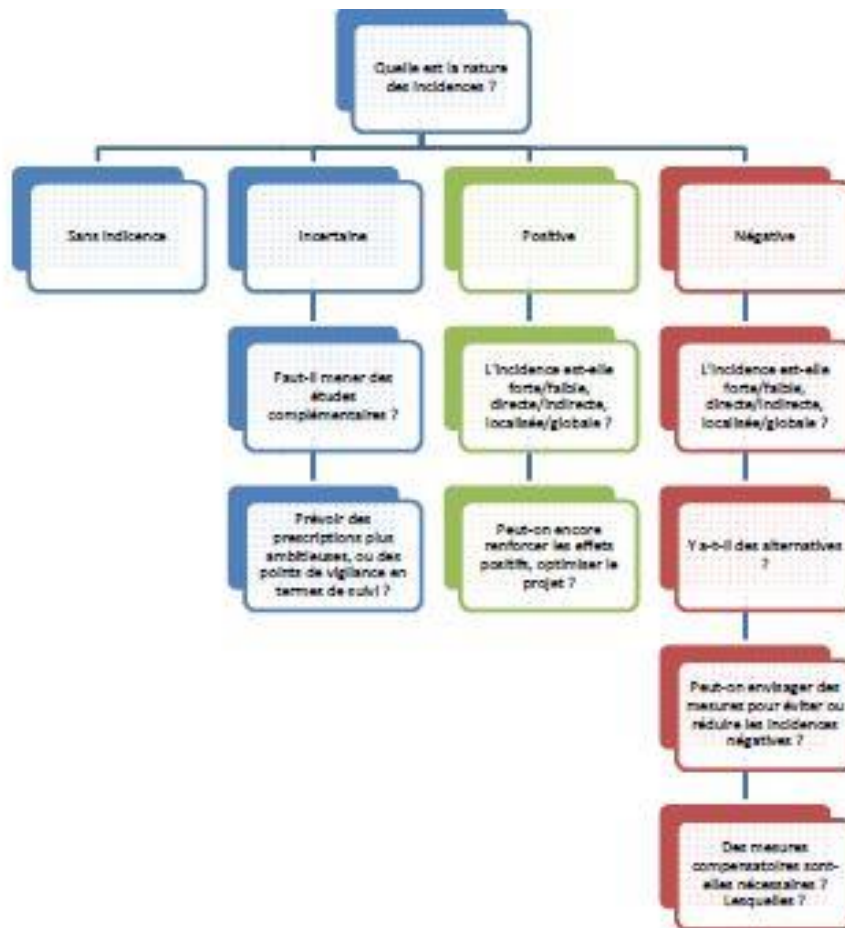 Quelle est la nature
des incidences ?
Sans indicence
Incertaine
Positive
Négative
Faut-il mener des
études
complémentaires ?
L'incidence est-elle
forte/faible,
directe/indirecte,
localisée/globale ?
L'incidence est-elle
forte/faible,
directe/indirecte,
localisée/globale ?
Prévoir des
prescriptions plus
ambitieuses, ou des
points de vigilance en
termes de suivi ?
Peut-on encore
renforcer les effets
positifs, optimiser le
projet ?
Y a-t-il des alternatives
?
Peut-on envisager des
mesures pour éviter ou
réduire les incidences
négatives ?
Des mesures
compensatoires sont-
elles nécessaires ?
Lesquelles ?